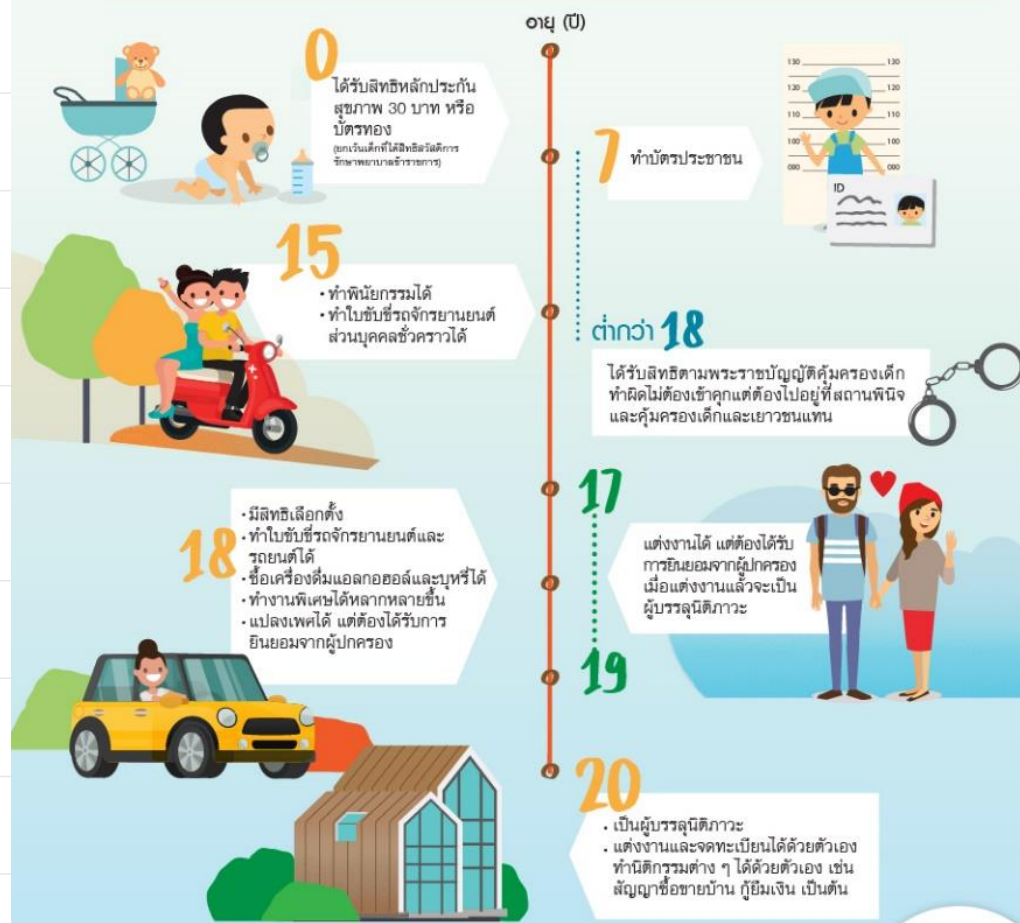 อายุ (ปี)
0
ได้รับสิทธิหลักประกัน
สุขภาพ 30 บาท หรือ
บัตรทอง
(ยกเว้นเด็กที่ได้สิทธิสวัสดิการ
รักษาพยาบาลข้าราชการ)
7
ทำบัตรประชาชน
130 130
120 120
110 110
100 100
090 090
ID
15
• ทำพินัยกรรมได้
• ทำใบขับขี่รถจักรยานยนต์
ส่วนบุคคลชั่วคราวได้
ต่ำกว่า 18
ได้รับสิทธิตามพระราชบัญญัติคุ้มครองเด็ก
ทำผิดไม่ต้องเข้าคุกแต่ต้องไปอยู่ที่สถานพินิจ
และคุ้มครองเด็กและเยาวชนแทน
17
แต่งงานได้ แต่ต้องได้รับ
การยินยอมจากผู้ปกครอง
เมื่อแต่งงานแล้วจะเป็น
ผู้บรรลุนิติภาวะ
19
18
• มีสิทธิเลือกตั้ง
• ทำใบขับขี่รถจักรยานยนต์และ
รถยนต์ได้
• ซื้อเครื่องดื่มแอลกอฮอล์และบุหรี่ได้
• ทำงานพิเศษได้หลากหลายขึ้น
• แปลงเพศได้ แต่ต้องได้รับการ
ยินยอมจากผู้ปกครอง
20
• เป็นผู้บรรลุนิติภาวะ
• แต่งงานและจดทะเบียนได้ด้วยตัวเอง
ทำนิติกรรมต่าง ๆ ได้ด้วยตัวเอง เช่น
สัญญาซื้อขายบ้าน กู้ยืมเงิน เป็นต้น